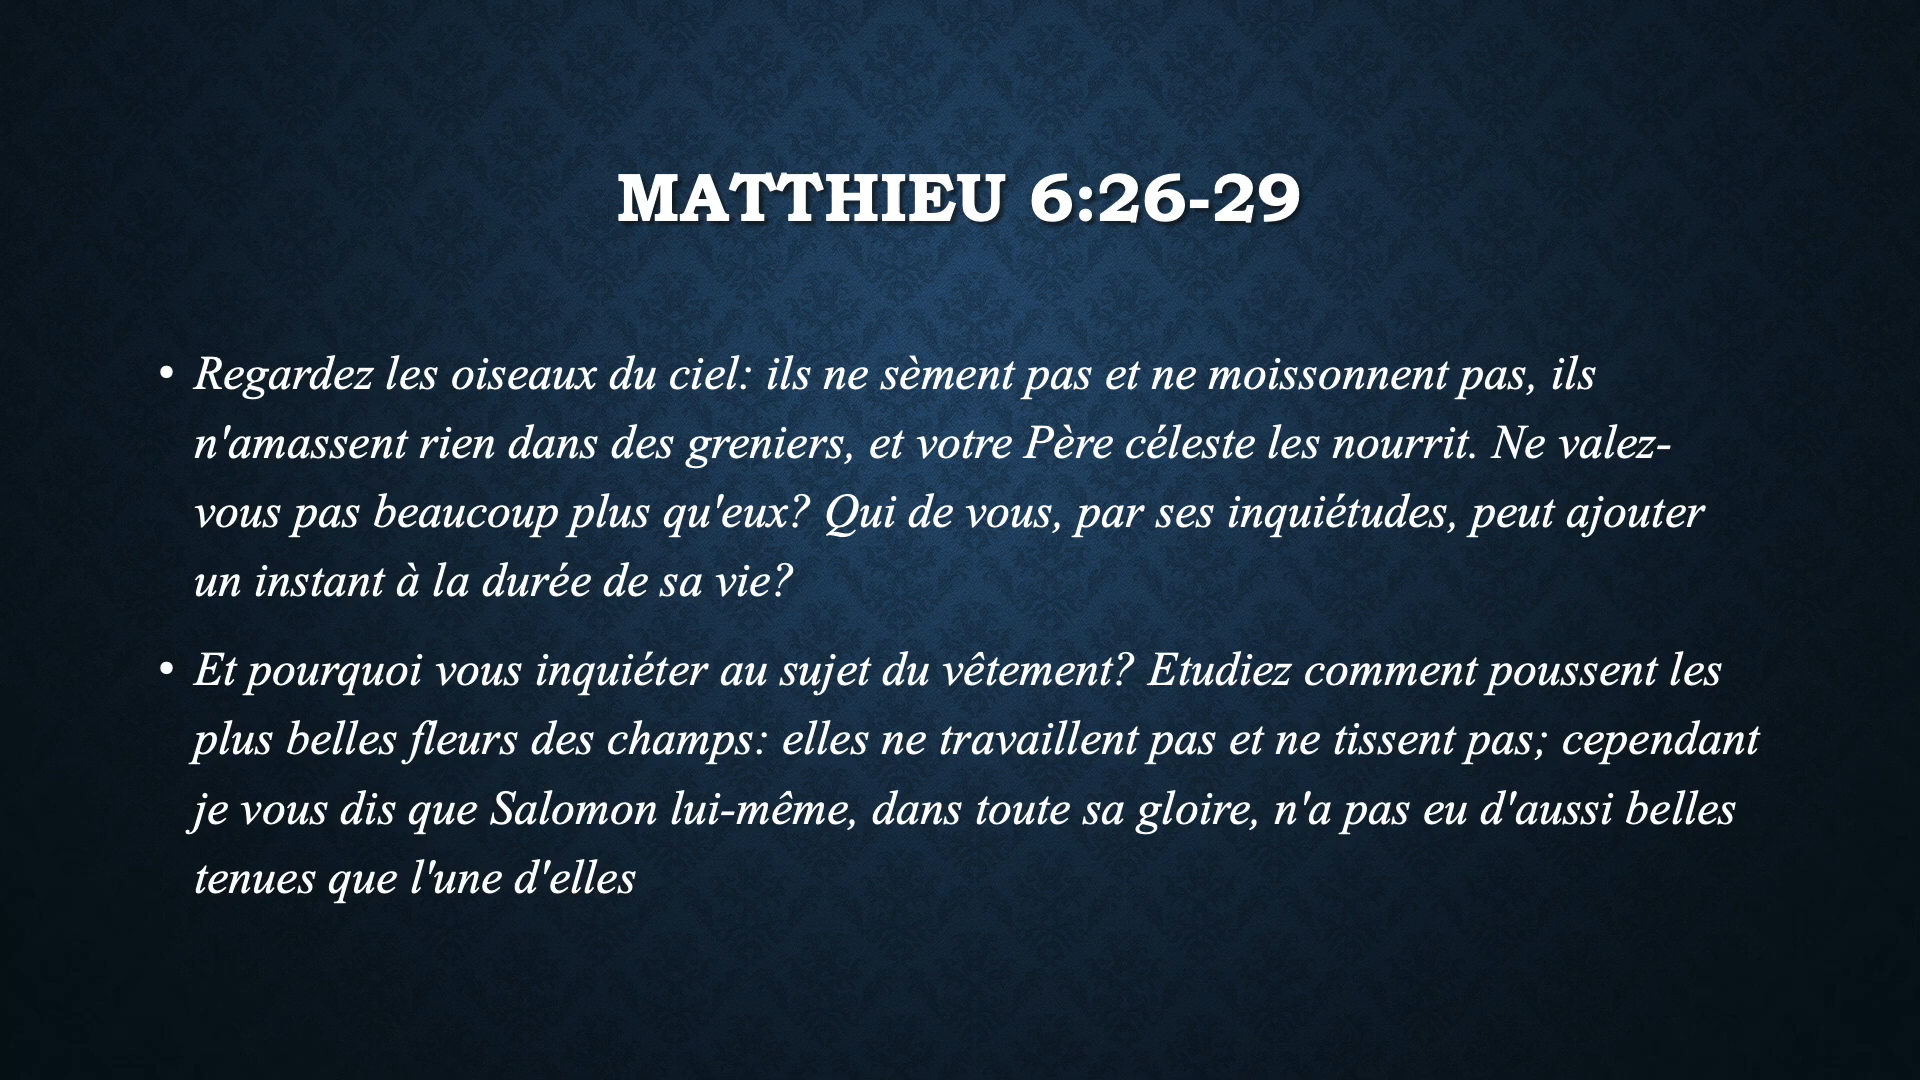 MATTHIEU 6:26-29
• Regardez les oiseaux du ciel: ils ne sèment pas et ne moissonnent pas, ils
n'amassent rien dans des greniers, et votre Père céleste les nourrit. Ne valez-
vous pas beaucoup plus qu'eux? Qui de vous, par ses inquiétudes, peut ajouter
un instant à la durée de sa vie?
• Et pourquoi vous inquiéter au sujet du vêtement? Etudiez comment poussent les
plus belles fleurs des champs: elles ne travaillent pas et ne tissent pas; cependant
je vous dis que Salomon lui-même, dans toute sa gloire, n'a pas eu d'aussi belles
tenues que l'une d'elles